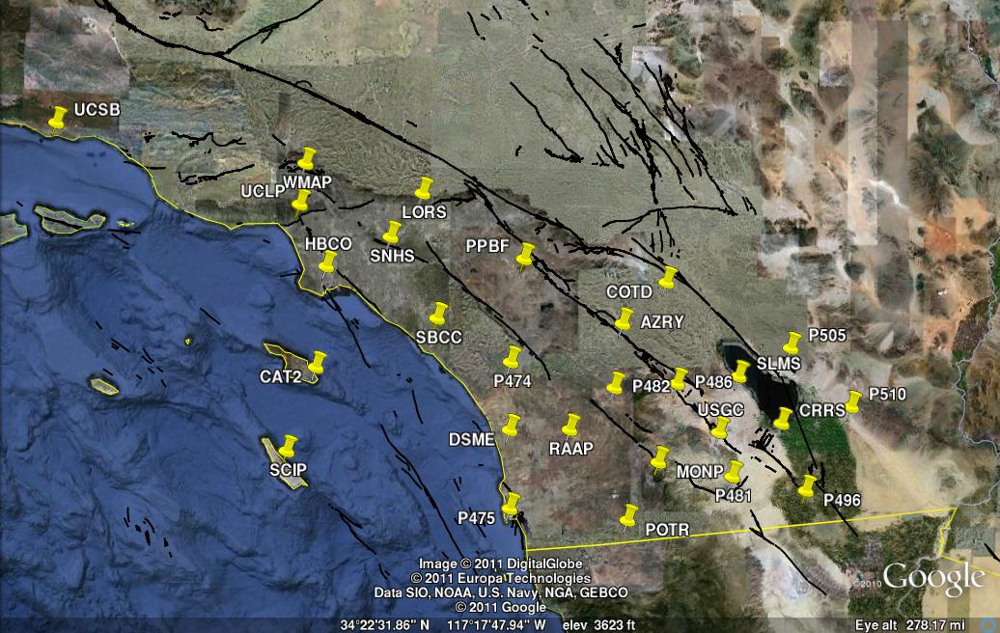 UCSB
WMAP
UCLP
LORS
HBCO
SNHS
PPBF
COTD
AZRY
SBCC
P505
SLMS
CAT2
P474
P482
P486
P510
USGC
CRRS
DSME
RAAP
SCIP
MONP
P481
P496
P475
POTR
Image © 2011 DigitalGlobe
© 2011 Europa Technologies
Data SIO, NOAA, U.S. Navy, NGA, GEBCO
© 2011 Google
©2010 Google
34°22'31.86" N 117°17'47.94" W elev 3623 ft
Eye alt 278.17 mi